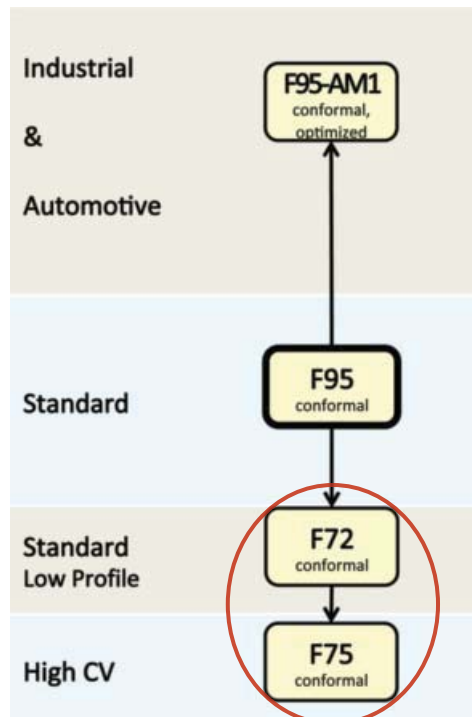 Industrial
&
Automotive
F95-AM1
conformal,
optimized
Standard
F95
conformal
Standard
Low Profile
F72
conformal
High CV
F75
conformal